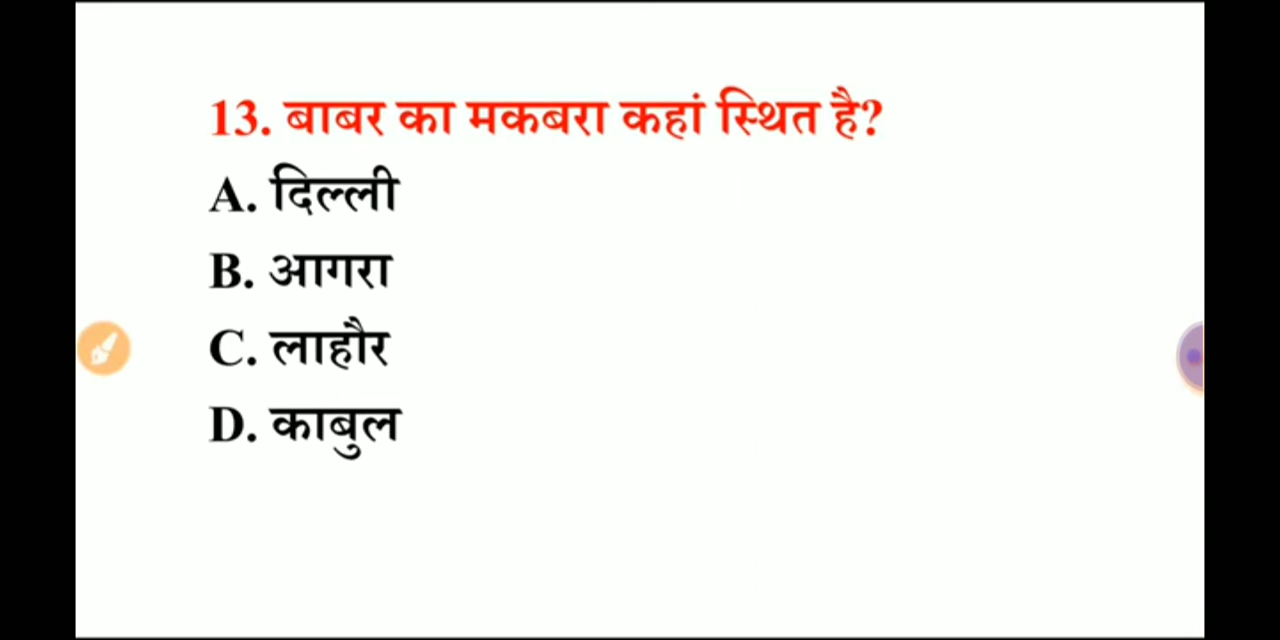 13. बाबर का मकबरा कहां स्थित है?
A. दिल्ली
B. आगरा
C. लाहौर
D. काबुल